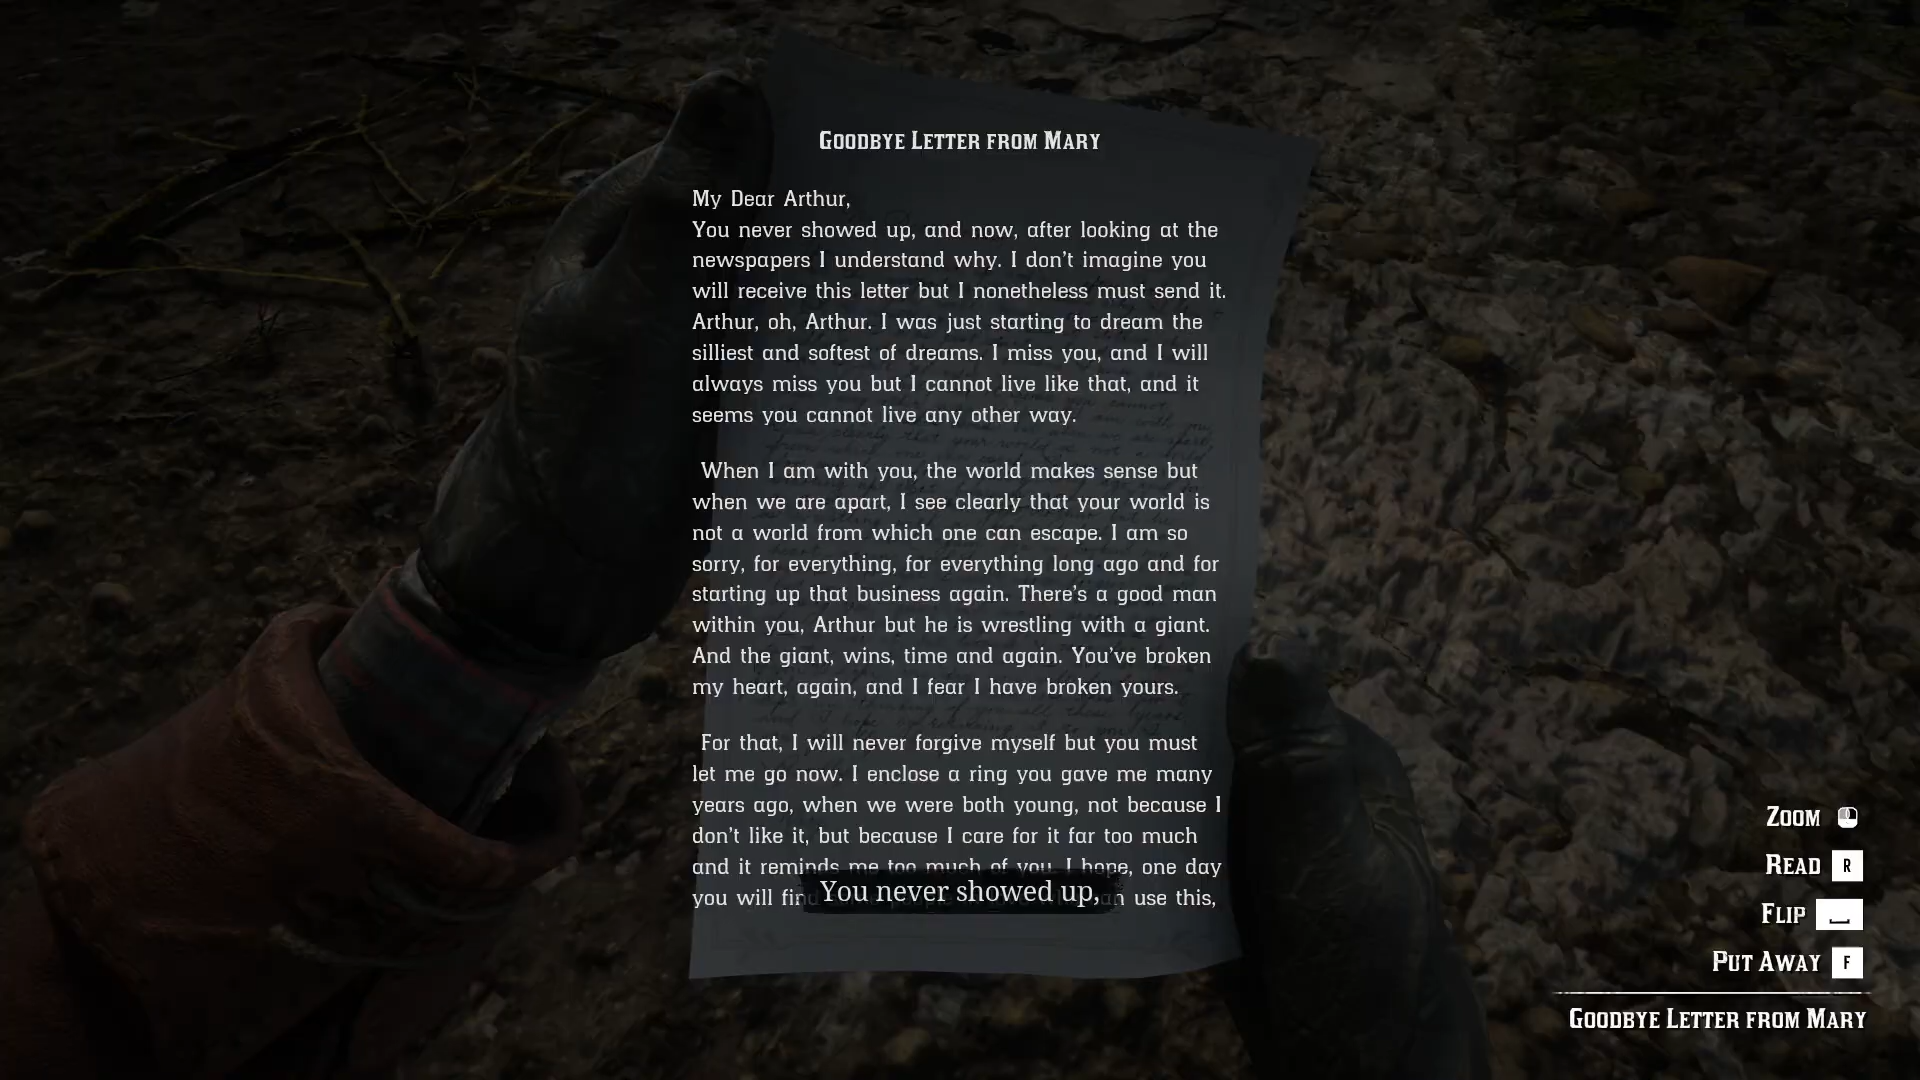 GOODBYE LETTER FROM MARY
My Dear Arthur,
You never showed up, and now, after looking at the
newspapers I understand why. I don't imagine you
will receive this letter but I nonetheless must send it.
Arthur, oh, Arthur. I was just starting to dream the
silliest and softest of dreams. I miss you, and I will
always miss you but I cannot live like that, and it
seems you cannot live any other way.
When I am with you, the world makes sense but
when we are apart, I see clearly that your world is
not a world from which one can escape. I am so
sorry, for everything, for everything long ago and for
starting up that business again. There's a good man
within you, Arthur but he is wrestling with a giant.
And the giant, wins, time and again. You've broken
my heart, again, and I fear I have broken yours.
For that, I will never forgive myself but you must
let me go now. I enclose a ring you gave me many
years ago, when we were both young, not because I
don't like it, but because I care for it far too much
and it reminds me too much of you. I hope, one day
you will find use this,
You never showed up,
ZOOM
READ R
FLIP
PUT AWAY F
GOODBYE LETTER FROM MARY